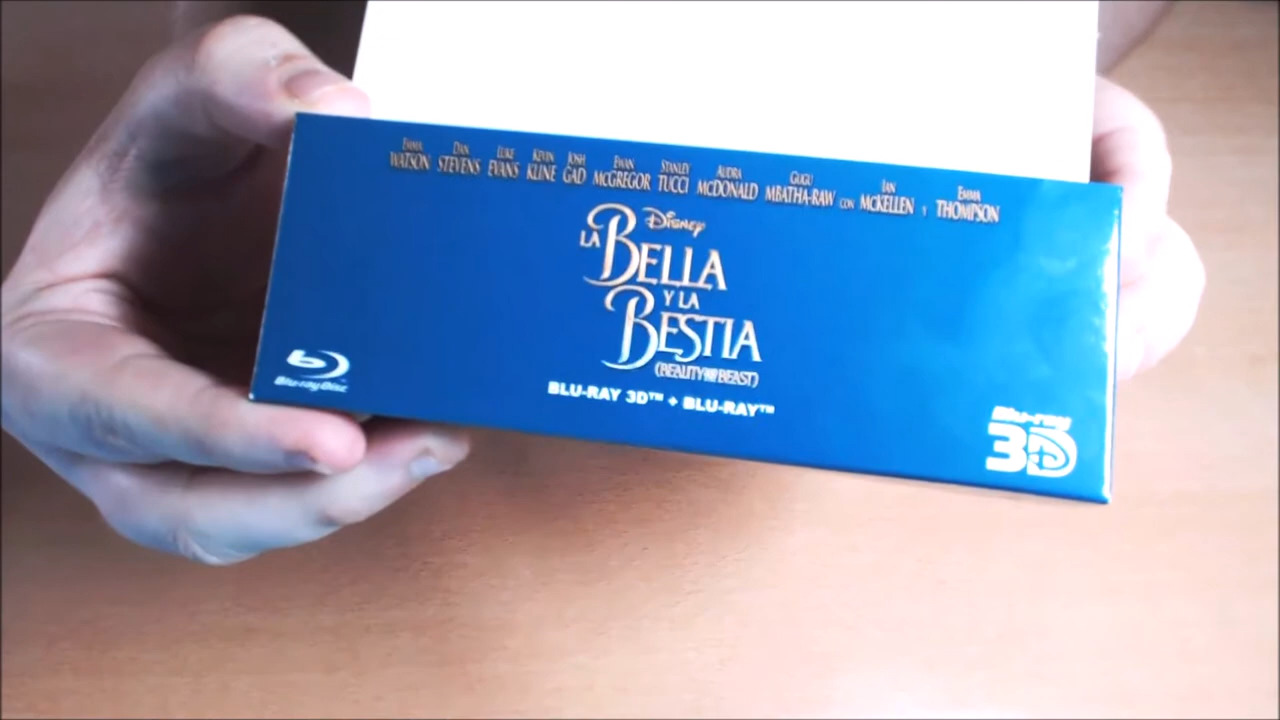 EMMA WATSON DAN STEVENS LUKE EVANS KEVIN KLINE JOSH GAD EWAN MCGREGOR STANLEY TUCCI AUDRA MCDONALD GUGU MBATHA-RAW CON IAN MCKELLEN Y EMMA THOMPSON
Disney
LA BELLA
Y LA
BESTIA
(BEAUTY AND THE BEAST)
BLU-RAY 3D™ + BLU-RAY™
Blu-ray Disc
Blu-ray
3D